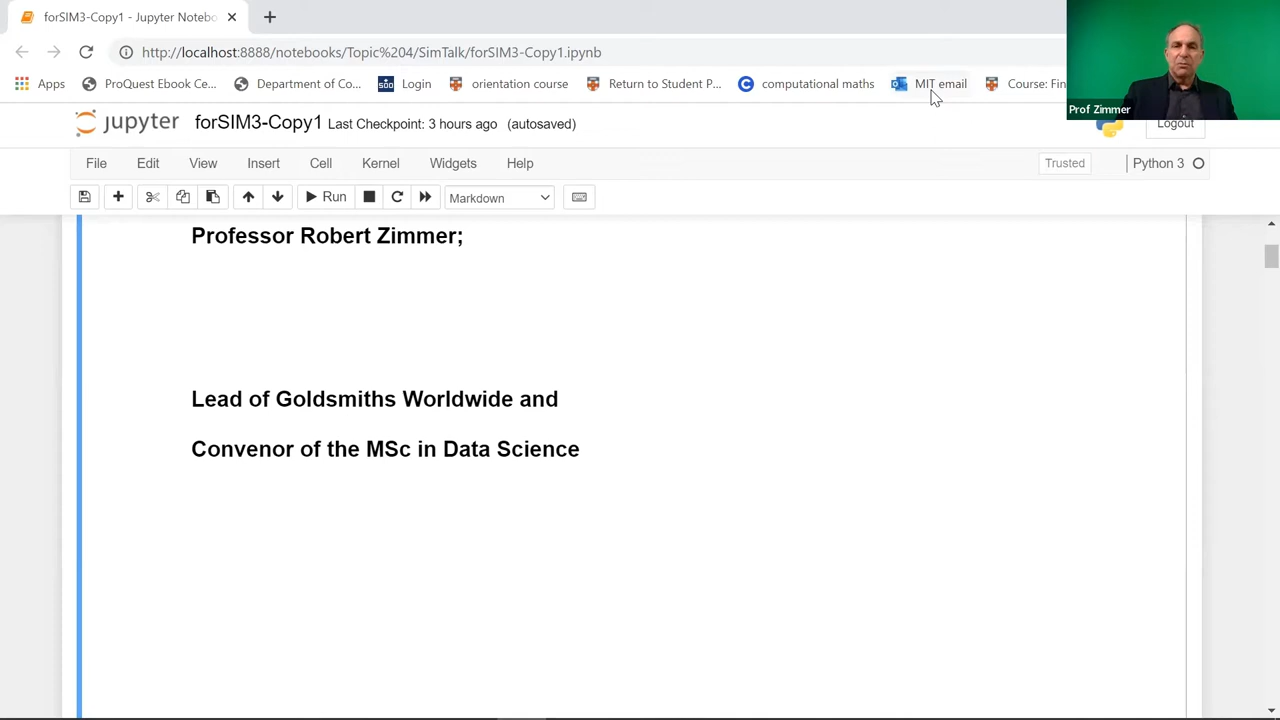 forSIM3-Copy1 - Jupyter Notebo
http://localhost:8888/notebooks/Topic%204/SimTalk/forSIM3-Copy1.ipynb
Apps ProQuest Ebook Ce... Department of Co... Login orientation course Return to Student P... computational maths MIT email Course: Fin
Prof Zimmer
jupyter forSIM3-Copy1 Last Checkpoint: 3 hours ago (autosaved)
Logout
File Edit View Insert Cell Kernel Widgets Help Trusted Python 3
Run Markdown
Professor Robert Zimmer;
Lead of Goldsmiths Worldwide and
Convenor of the MSc in Data Science